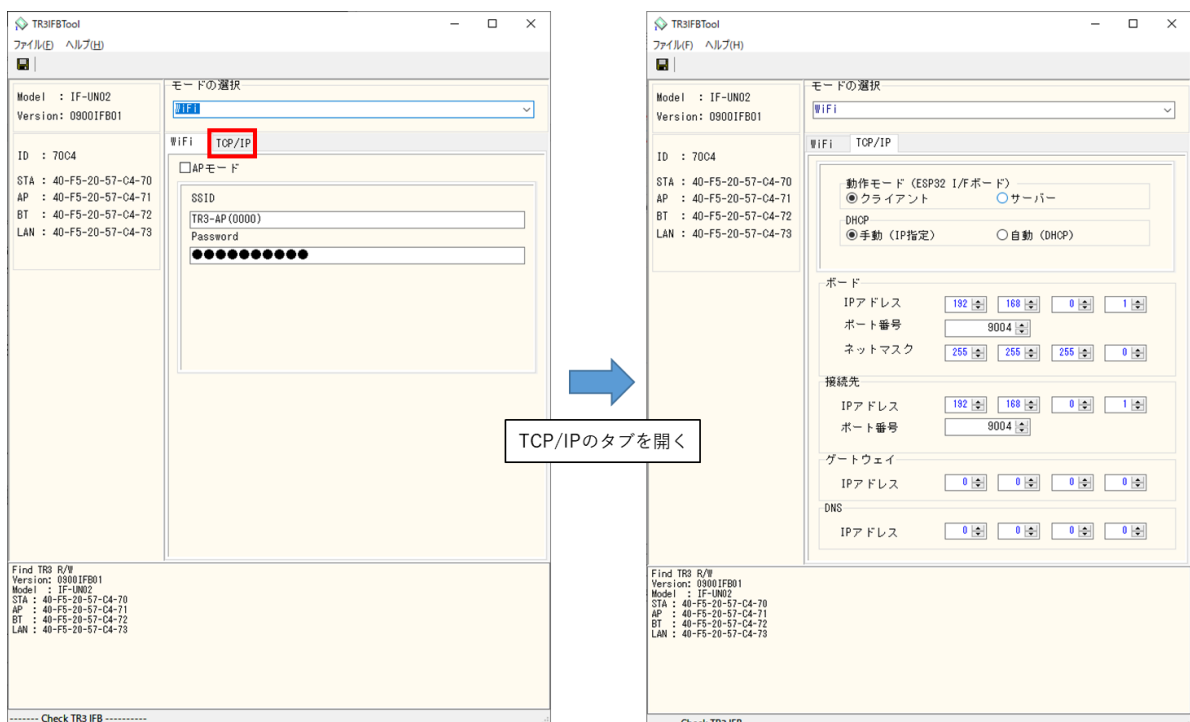 TR3IFBTool
ファイル(F) ヘルプ(H)
Model : IF-UN02
Version: 0900IFB01
ID : 70C4
STA : 40-F5-20-57-C4-70
AP : 40-F5-20-57-C4-71
BT : 40-F5-20-57-C4-72
LAN : 40-F5-20-57-C4-73
モードの選択
WiFi
WiFi TCP/IP
APモード
SSID
TR3-AP(0000)
Password
●●●●●●●●●●
Find TR3 R/W
Version: 0900IFB01
Model : IF-UN02
STA : 40-F5-20-57-C4-70
AP : 40-F5-20-57-C4-71
BT : 40-F5-20-57-C4-72
LAN : 40-F5-20-57-C4-73
------- Check TR3 IFB ----------
TCP/IPのタブを開く
TR3IFBTool
ファイル(F) ヘルプ(H)
Model : IF-UN02
Version: 0900IFB01
ID : 70C4
STA : 40-F5-20-57-C4-70
AP : 40-F5-20-57-C4-71
BT : 40-F5-20-57-C4-72
LAN : 40-F5-20-57-C4-73
モードの選択
WiFi
WiFi TCP/IP
動作モード（ESP32 I/Fボード）
クライアント サーバー
DHCP
手動（IP指定） 自動（DHCP）
ボード
IPアドレス 192 168 0 1
ポート番号 9004
ネットマスク 255 255 255 0
接続先
IPアドレス 192 168 0 1
ポート番号 9004
ゲートウェイ
IPアドレス 0 0 0 0
DNS
IPアドレス 0 0 0 0
Find TR3 R/W
Version: 0900IFB01
Model : IF-UN02
STA : 40-F5-20-57-C4-70
AP : 40-F5-20-57-C4-71
BT : 40-F5-20-57-C4-72
LAN : 40-F5-20-57-C4-73